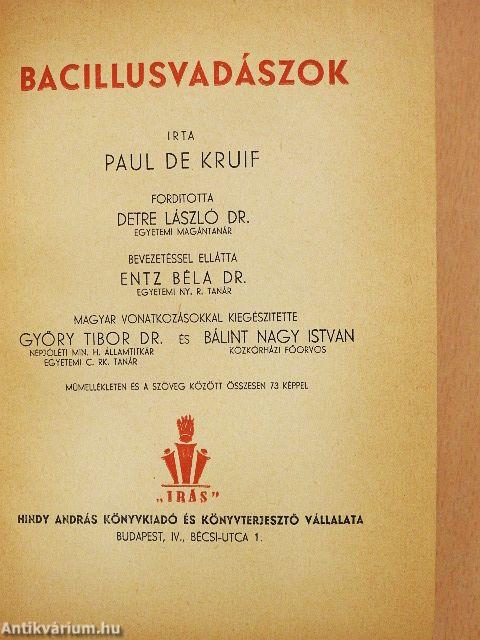 BACILLUSVADÁSZOK
IRTA
PAUL DE KRUIF
FORDITOTTA
DETRE LÁSZLÓ DR.
EGYETEMI MAGÁNTANÁR
BEVEZETÉSSEL ELLÁTTA
ENTZ BÉLA DR.
EGYETEMI NY. R. TANÁR
MAGYAR VONATKOZÁSOKKAL KIEGÉSZITETTE
GYŐRY TIBOR DR. ÉS BÁLINT NAGY ISTVAN
NÉPJÓLÉTI MIN. H. ÁLLAMTITKÁR KÖZKÓRHÁZI FŐORVOS
EGYETEMI C. RK. TANÁR
MŰMELLÉKLETEN ÉS A SZÖVEG KÖZÖTT ÖSSZESEN 73 KÉPPEL
„IRÁS"
HINDY ANDRÁS KÖNYVKIADÓ ÉS KÖNYVTERJESZTŐ VÁLLALATA
BUDAPEST, IV., BÉCSI-UTCA 1.
Antikvárium.hu